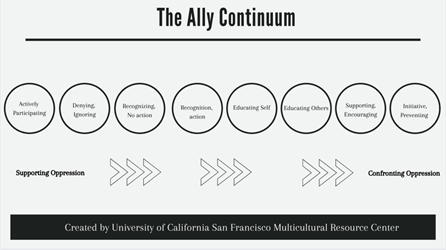 The Ally Continuum
Actively
Participating
Denying,
Ignoring
Recognizing,
No action
Recognition,
action
Educating Self
Educating Others
Supporting,
Encouraging
Initiative,
Preventing
Supporting Oppression
Confronting Oppression
Created by University of California San Francisco Multicultural Resource Center